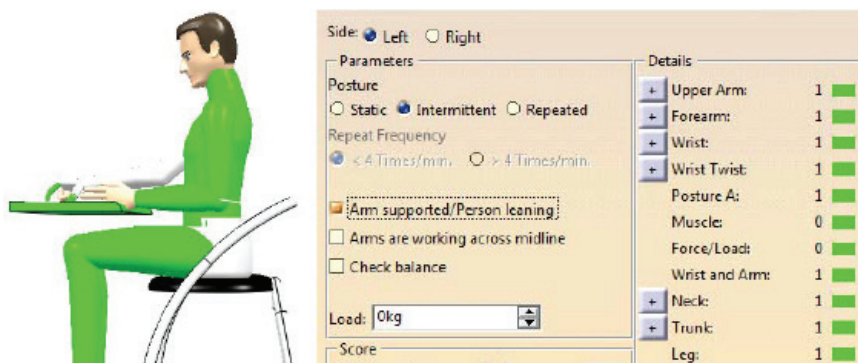 Side: Left Right
Parameters
Posture
Static Intermittent Repeated
Repeat Frequency
< 4 Times/min. > 4 Times/min.
Arm supported/Person leaning
Arms are working across midline
Check balance
Load: 0kg
Score
Details
+ Upper Arm: 1
+ Forearm: 1
+ Wrist: 1
+ Wrist Twist: 1
Posture A: 1
Muscle: 0
Force/Load: 0
Wrist and Arm: 1
+ Neck: 1
+ Trunk: 1
Leg: 1